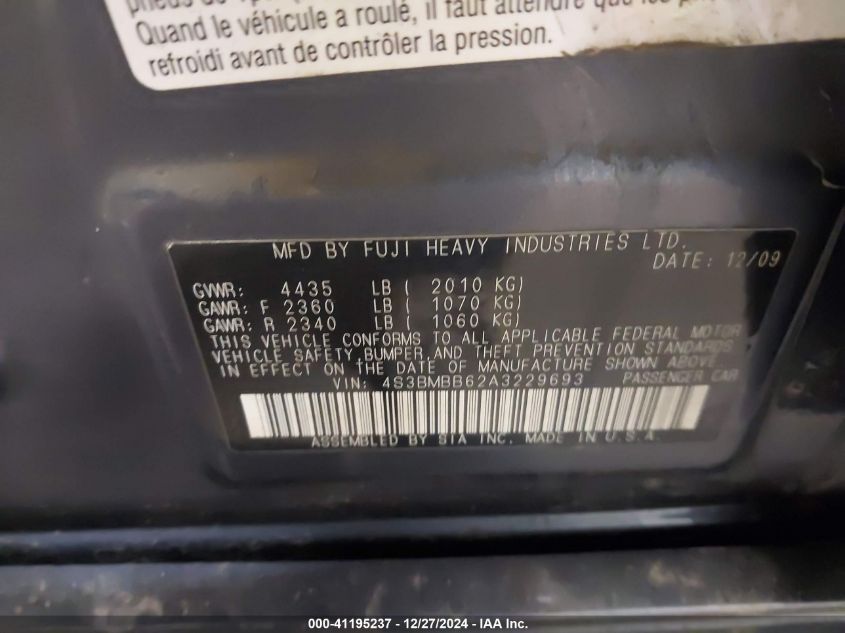 Quand le véhicule a roulé, il faut attendre que les
refroidi avant de contrôler la pression.
MFD BY FUJI HEAVY INDUSTRIES LTD.
DATE: 12/09
GVWR: 4435 LB ( 2010 KG)
GAWR: F 2360 LB ( 1070 KG)
GAWR: R 2340 LB ( 1060 KG)
THIS VEHICLE CONFORMS TO ALL APPLICABLE FEDERAL MOTOR
VEHICLE SAFETY,BUMPER,AND THEFT PREVENTION STANDARDS
IN EFFECT ON THE DATE OF MANUFACTURE SHOWN ABOVE
VIN: 4S3BMBB62A3229693 PASSENGER CAR
ASSEMBLED BY SIA INC. MADE IN U.S.A.
000-41195237 - 12/27/2024 - IAA Inc.